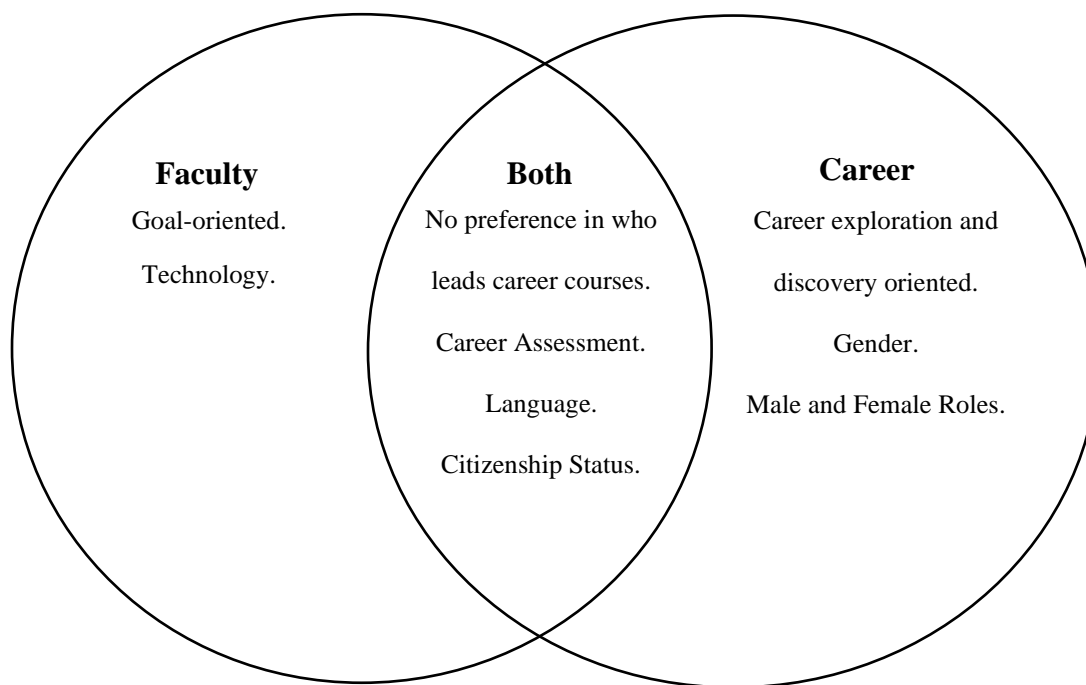 Faculty
Goal-oriented.
Technology.
Both
No preference in who
leads career courses.
Career Assessment.
Language.
Citizenship Status.
Career
Career exploration and
discovery oriented.
Gender.
Male and Female Roles.